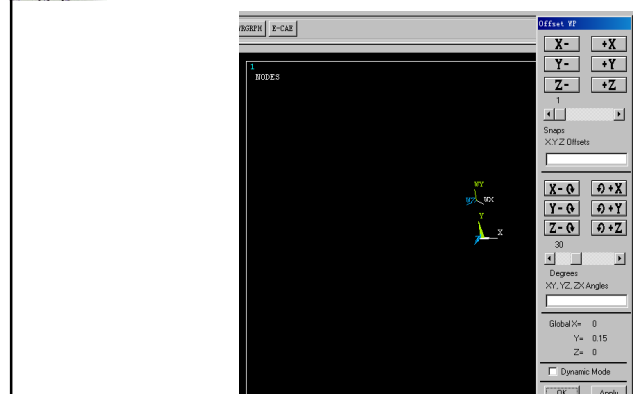 WRGRPH E-CAE
Offset WP
X- +X
Y- +Y
Z- +Z
1
Snaps
X,Y,Z Offsets
1
NODES
WY
WZ WX
Y
X
X- +X
Y- +Y
Z- +Z
30
Degrees
XY, YZ, ZX Angles
Global X= 0
Y= 0.15
Z= 0
Dynamic Mode
OK Apply